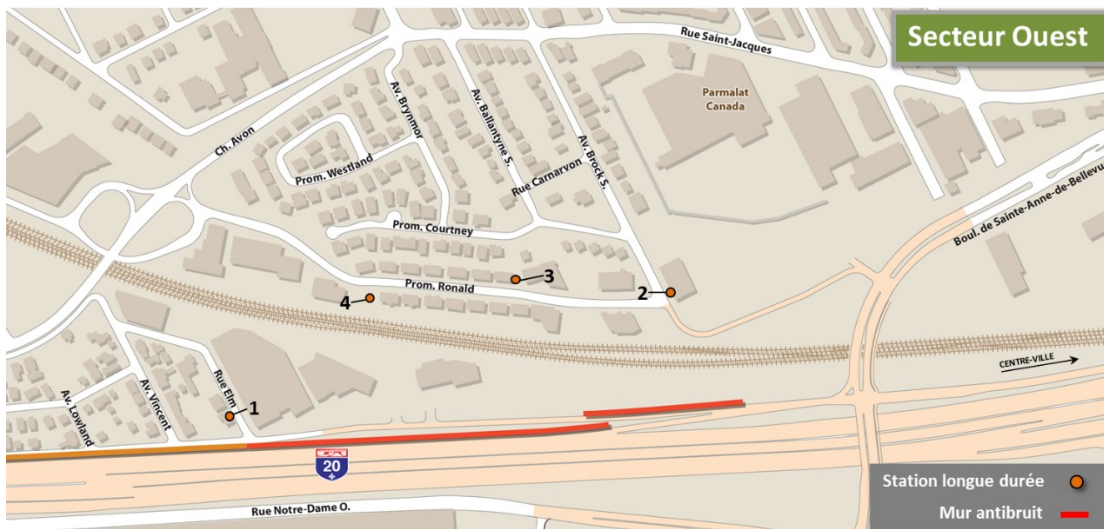 Secteur Ouest
Rue Saint-Jacques
Parmalat
Canada
Av. Brynmor
Av. Ballantyne S.
Av. Brock S.
Ch. Avon
Prom. Westland
Rue Carnarvon
Boul. de Sainte-Anne-de-Bellevu
Prom. Courtney
3
Prom. Ronald
2
4
CENTRE-VILLE
Rue Elm
1
Av. Vincent
Av. Lowland
20
Rue Notre-Dame O.
Station longue durée
Mur antibruit